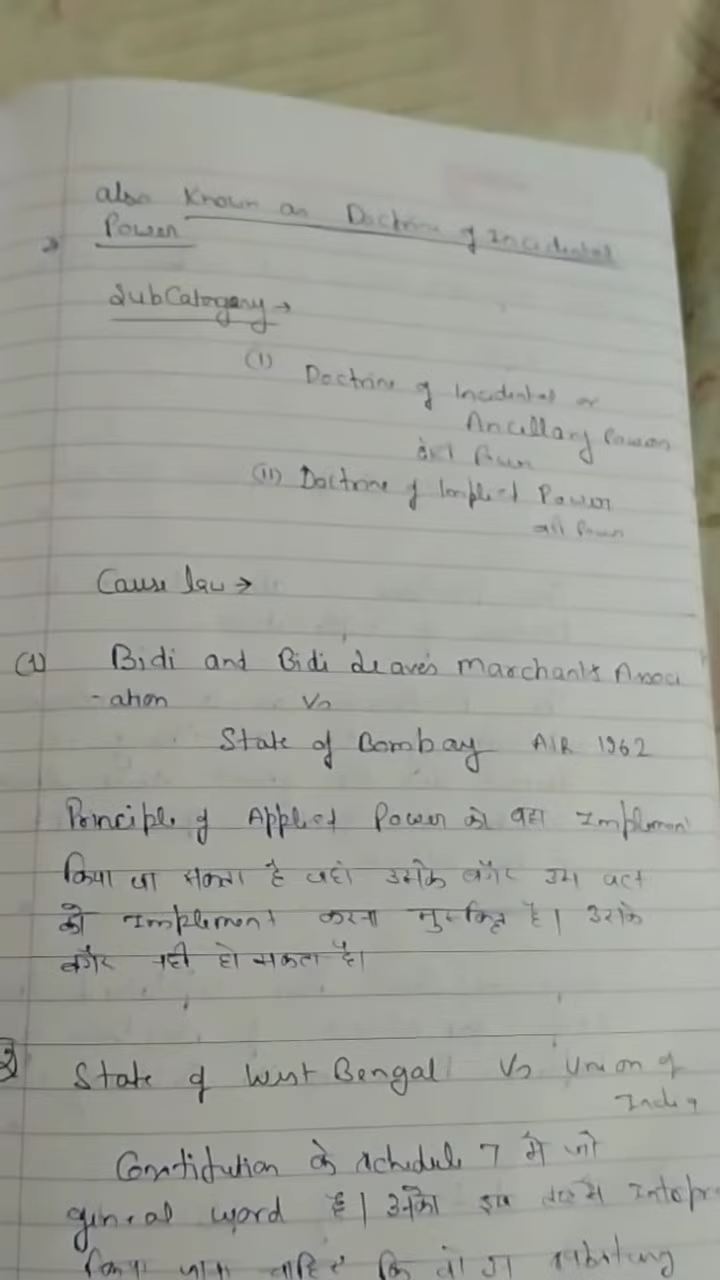 also Known as Doctrine of Incidental
Power
SubCatogary →
(i) Doctrine of Incidental or
Ancillary Power
(ii) Doctrine of Power
Cause law →
(1) Bidi and Bidi leaves Marchants Associ
-ation Vs
State of Bombay AIR 1962
Principle of Applied Power को वहा Implement
किया जा सकता है जहां उसके बगैर उस act
को Implement करना मुश्किल है। उसके
बगैर नही हो सकता है।
State of West Bengal Vs Union of
India
Constitution के schedule 7 मे जो
general word है। उनको इस तरह से Interpr
किया जाना चाहिए कि वो